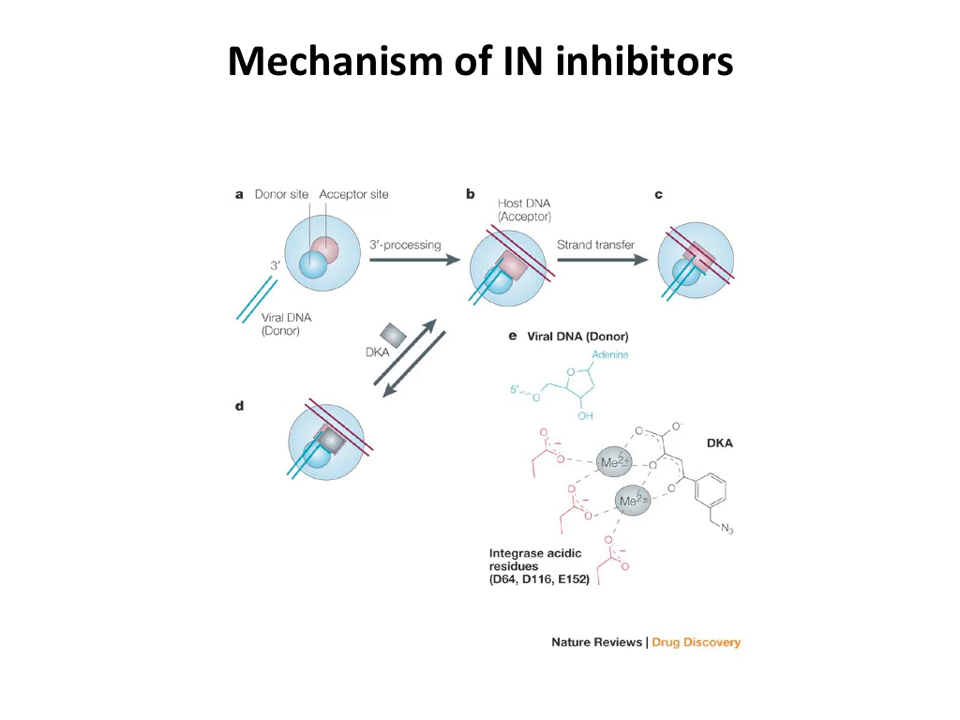 Mechanism of IN inhibitors
a Donor site Acceptor site
b
Host DNA
(Acceptor)
c
3′-processing
Strand transfer
3′
Viral DNA
(Donor)
DKA
d
e Viral DNA (Donor)
Adenine
O
5′
O
OH
O
O
−
O
O
−
O
O
−
Me2+
Me2+
O
O−
O
O
DKA
N3
Integrase acidic
residues
(D64, D116, E152)
Nature Reviews | Drug Discovery